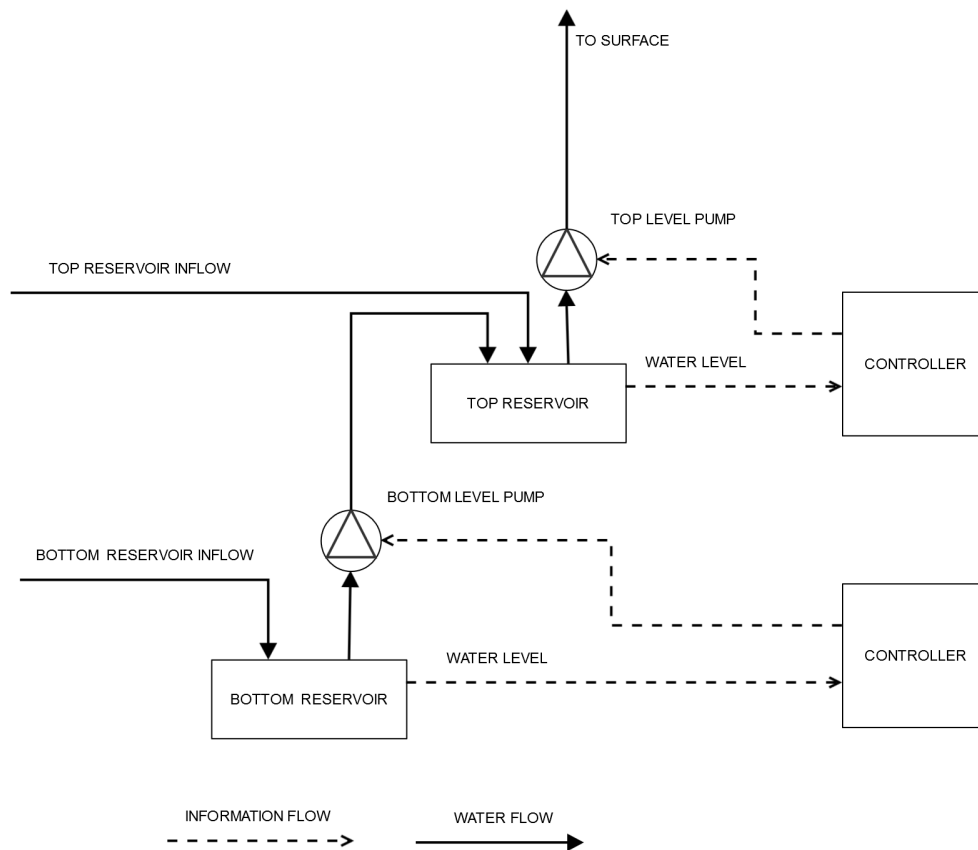 TO SURFACE
TOP LEVEL PUMP
TOP RESERVOIR INFLOW
WATER LEVEL
CONTROLLER
TOP RESERVOIR
BOTTOM LEVEL PUMP
BOTTOM RESERVOIR INFLOW
WATER LEVEL
CONTROLLER
BOTTOM RESERVOIR
INFORMATION FLOW
WATER FLOW